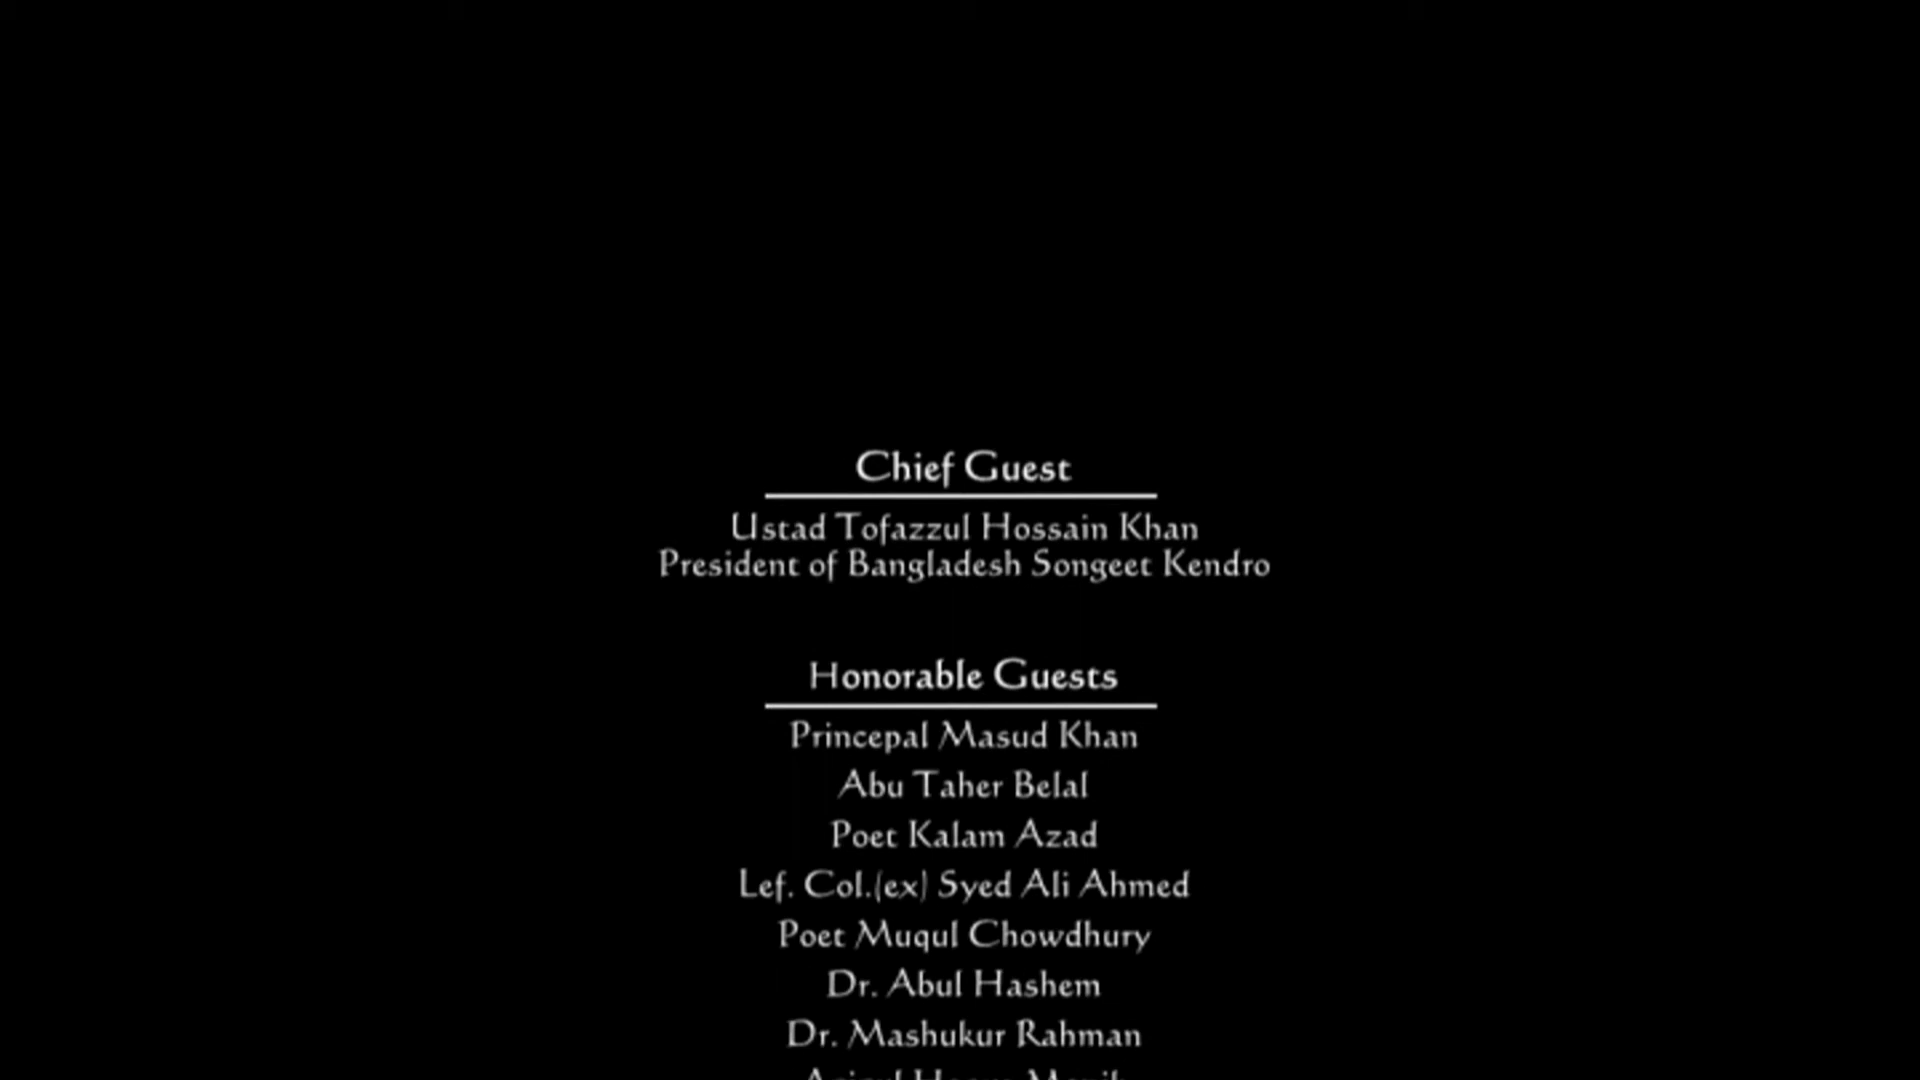 Chief Guest
Ustad Tofazzul Hossain Khan
President of Bangladesh Songeet Kendro
Honorable Guests
Princepal Masud Khan
Abu Taher Belal
Poet Kalam Azad
Lef. Col.(ex) Syed Ali Ahmed
Poet Muqul Chowdhury
Dr. Abul Hashem
Dr. Mashukur Rahman